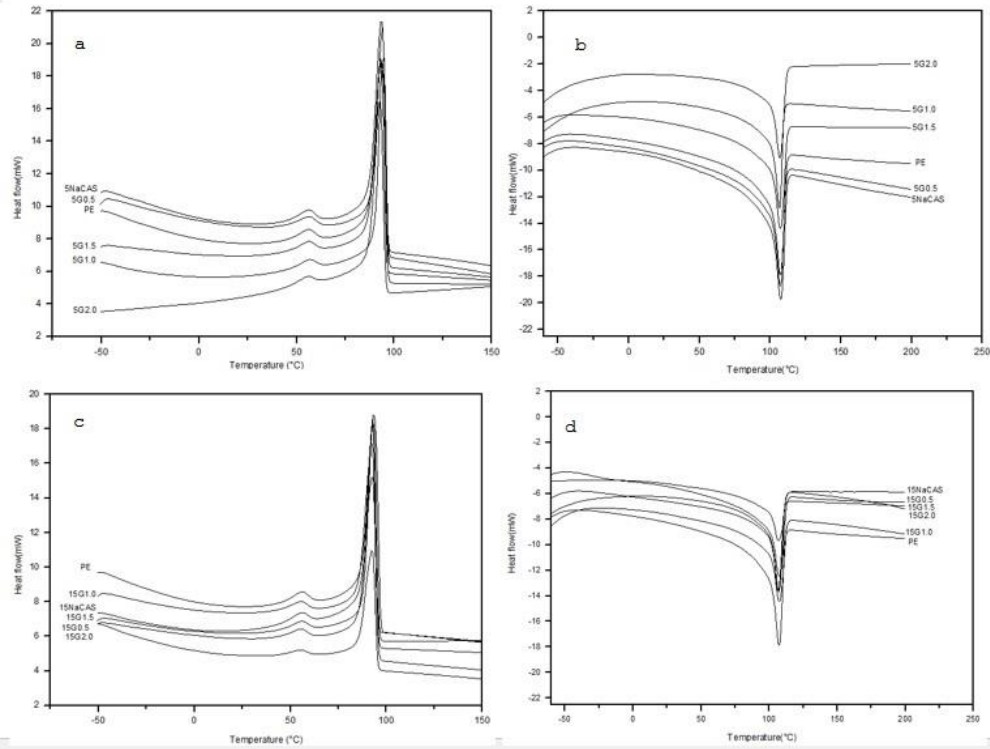 a
22
20
18
16
14
12
10
8
6
4
2
Heat flow(mW)
5NaCAS
5G0.5
PE
5G1.5
5G1.0
5G2.0
-50 0 50 100 150
Temperature (°C)
b
2
0
-2
-4
-6
-8
-10
-12
-14
-16
-18
-20
-22
Heat flow(mW)
5G2.0
5G1.0
5G1.5
PE
5G0.5
5NaCAS
-50 0 50 100 150 200 250
Temperature(°C)
c
20
18
16
14
12
10
8
6
4
2
Heat flow(mW)
PE
15G1.0
15NaCAS
15G1.5
15G0.5
15G2.0
-50 0 50 100 150
Temperature (°C)
d
2
0
-2
-4
-6
-8
-10
-12
-14
-16
-18
-20
-22
Heat flow(mW)
15NaCAS
15G0.5
15G1.5
15G2.0
15G1.0
PE
-50 0 50 100 150 200 250
Temperature(°C)